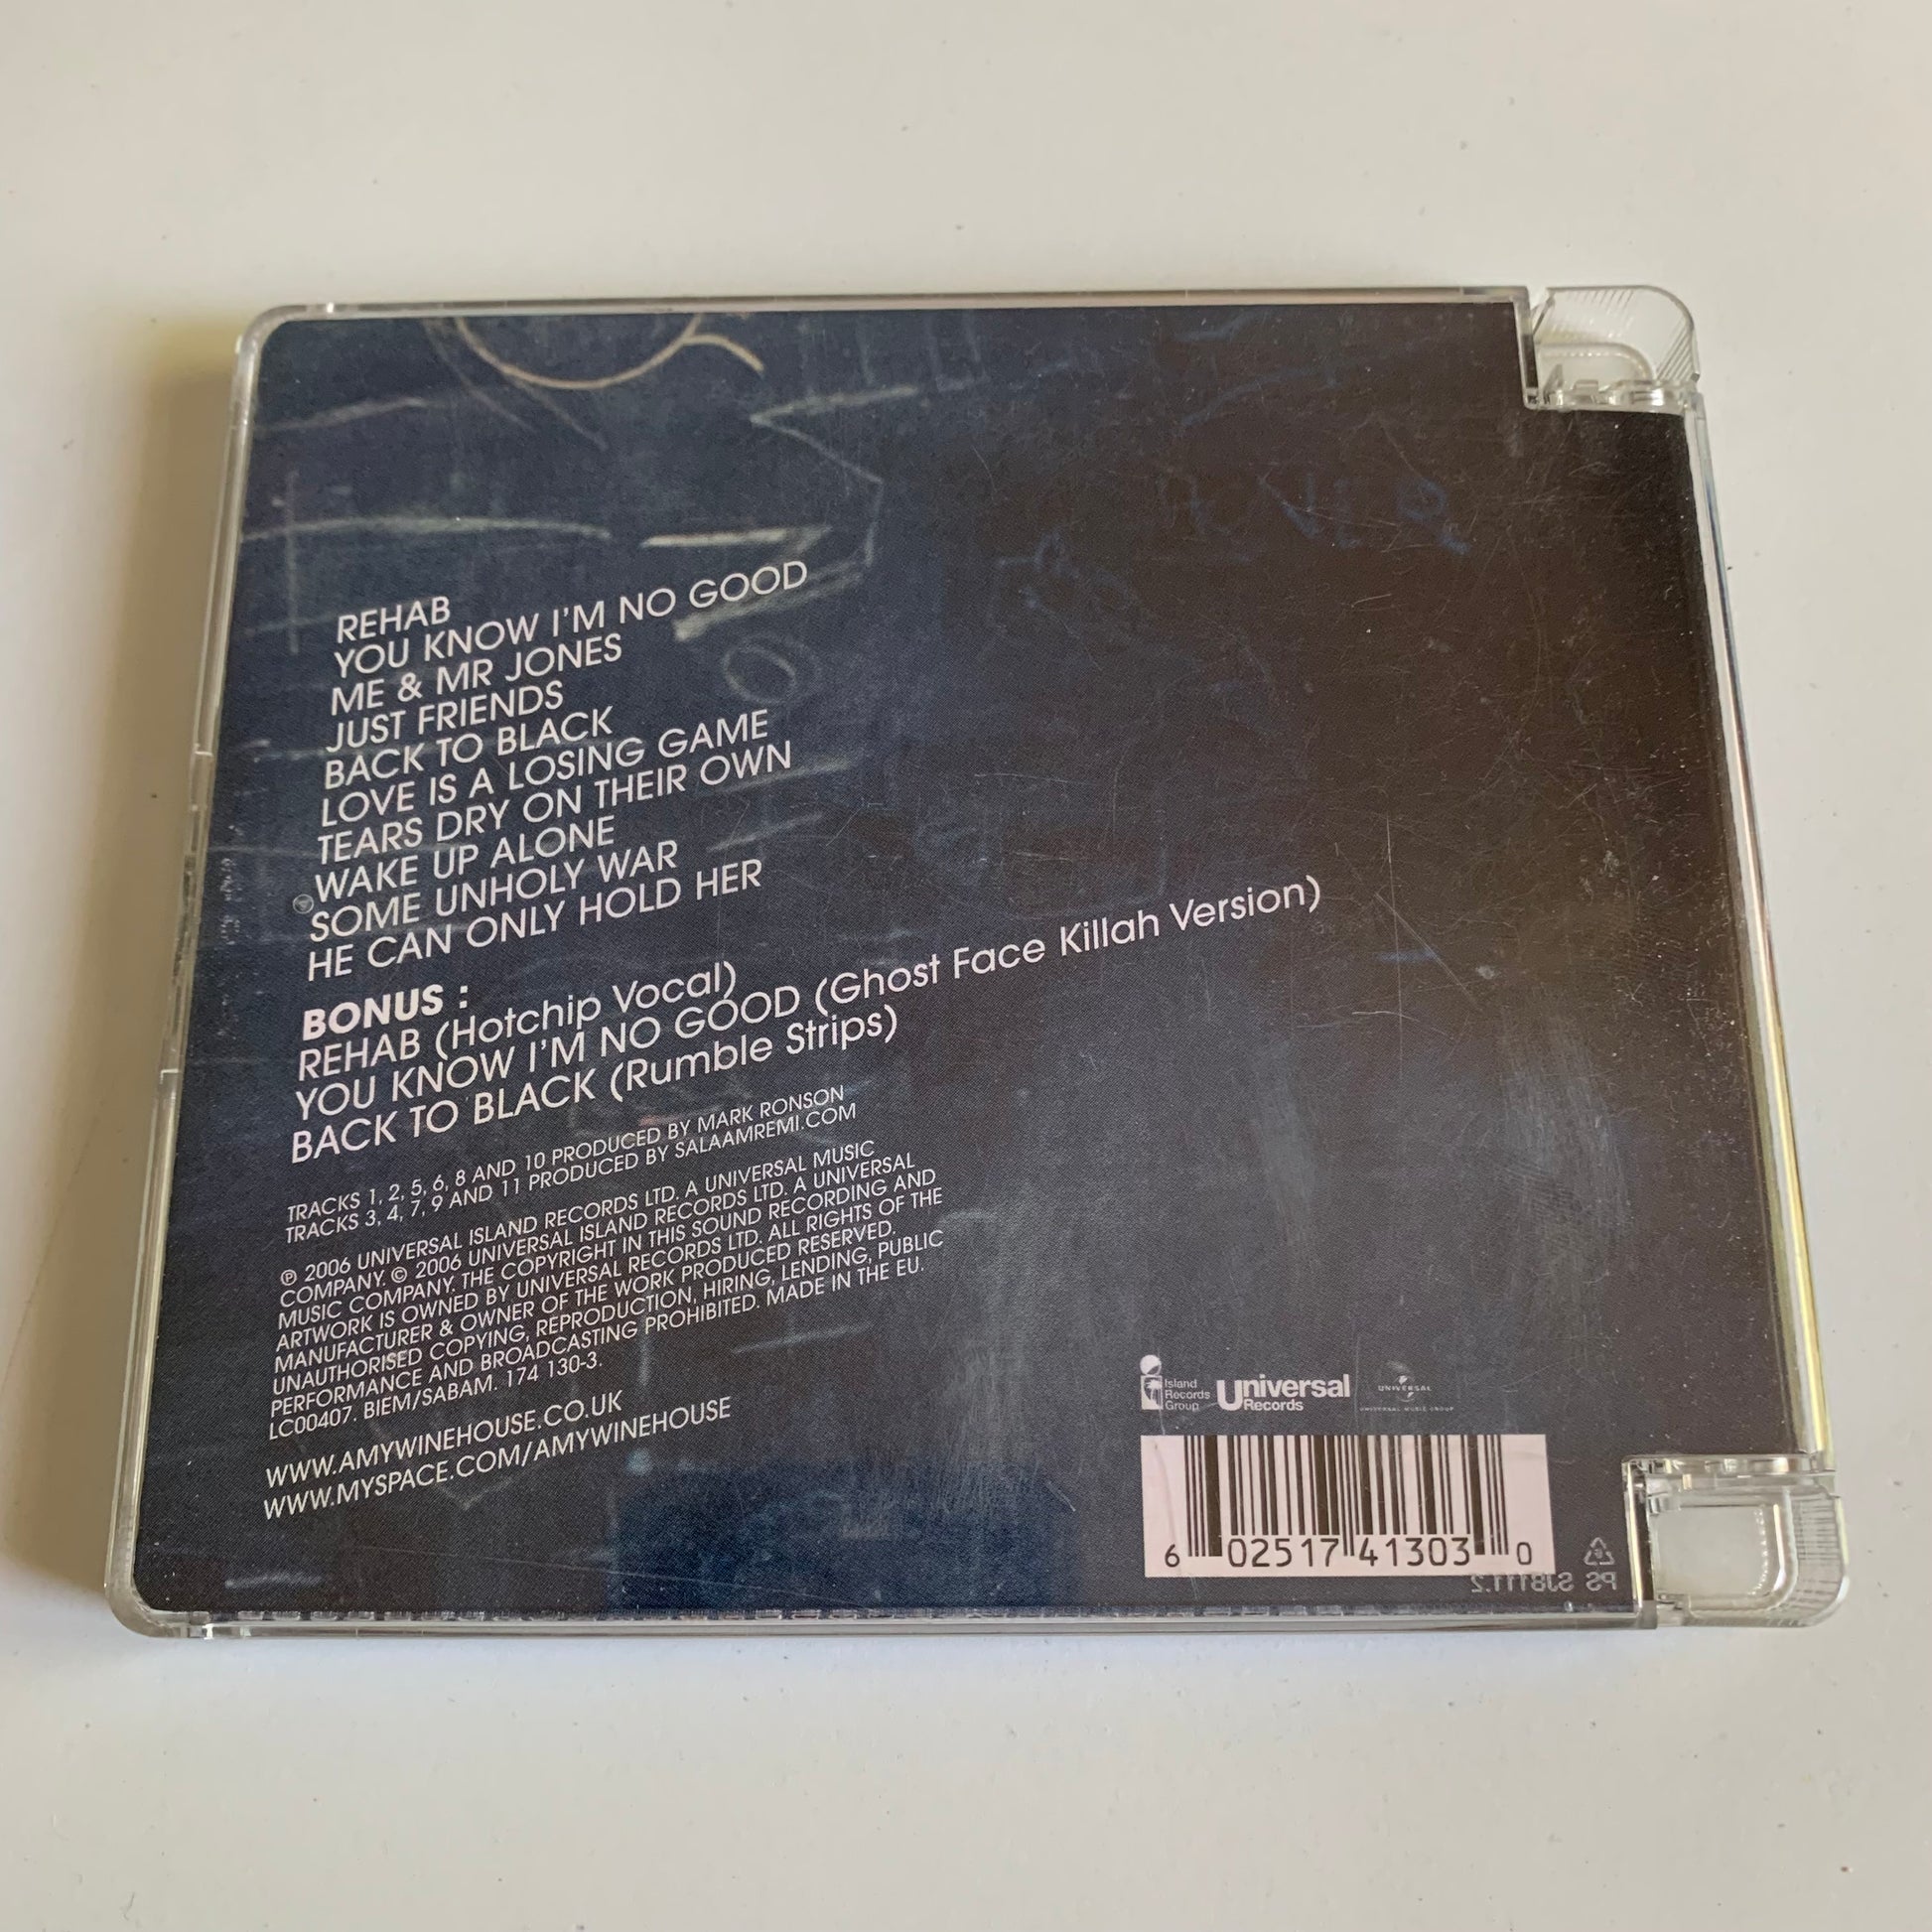 REHAB
YOU KNOW I'M NO GOOD
ME & MR JONES
JUST FRIENDS
BACK TO BLACK
LOVE IS A LOSING GAME
TEARS DRY ON THEIR OWN
WAKE UP ALONE
SOME UNHOLY WAR
HE CAN ONLY HOLD HER
BONUS :
REHAB (Hotchip Vocal)
YOU KNOW I'M NO GOOD (Ghost Face Killah Version)
BACK TO BLACK (Rumble Strips)
TRACKS 1, 2, 5, 6, 8 AND 10 PRODUCED BY MARK RONSON
TRACKS 3, 4, 7, 9 AND 11 PRODUCED BY SALAAMREMI.COM
℗ 2006 UNIVERSAL ISLAND RECORDS LTD. A UNIVERSAL MUSIC
COMPANY. © 2006 UNIVERSAL ISLAND RECORDS LTD. A UNIVERSAL
MUSIC COMPANY. THE COPYRIGHT IN THIS SOUND RECORDING AND
ARTWORK IS OWNED BY UNIVERSAL RECORDS LTD. ALL RIGHTS OF THE
MANUFACTURER & OWNER OF THE WORK PRODUCED RESERVED.
UNAUTHORISED COPYING, REPRODUCTION, HIRING, LENDING, PUBLIC
PERFORMANCE AND BROADCASTING PROHIBITED. MADE IN THE EU.
LC00407. BIEM/SABAM. 174 130-3.
WWW.AMYWINEHOUSE.CO.UK
WWW.MYSPACE.COM/AMYWINEHOUSE
Island
Records
Group
Universal
Records
UNIVERSAL
UNIVERSAL MUSIC GROUP
6 02517 41303 0
PS SJ8111.2